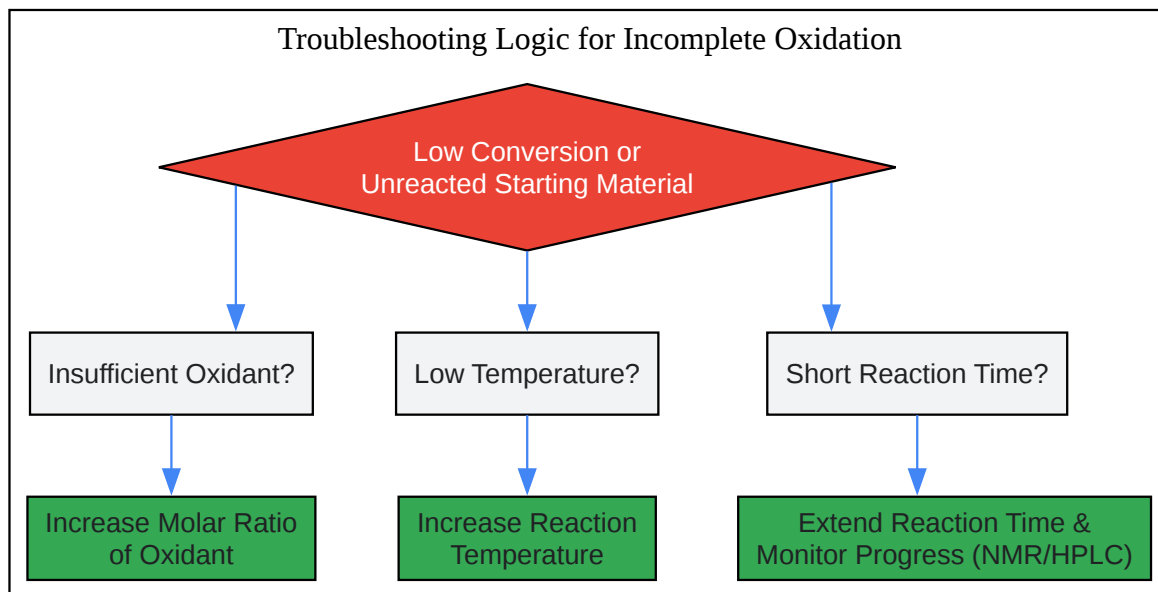 Troubleshooting Logic for Incomplete Oxidation
Low Conversion or
Unreacted Starting Material
Insufficient Oxidant?
Low Temperature?
Short Reaction Time?
Increase Molar Ratio
of Oxidant
Increase Reaction
Temperature
Extend Reaction Time &
Monitor Progress (NMR/HPLC)